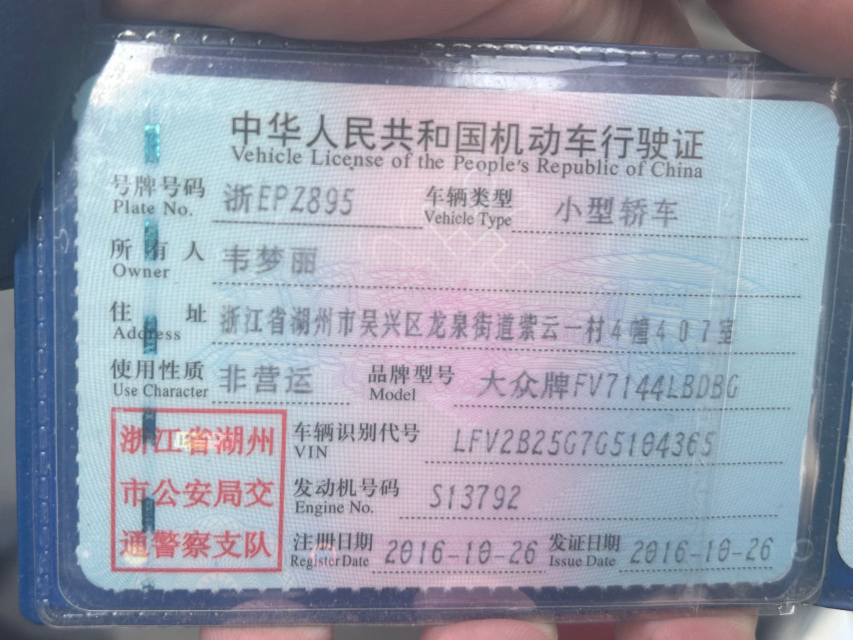 中华人民共和国机动车行驶证
Vehicle License of the People's Republic of China
号牌号码 浙EPZ895 车辆类型 小型轿车
Plate No. Vehicle Type
所有人 韦梦丽
Owner
住址 浙江省湖州市吴兴区龙泉街道紫云一村4幢407室
Address
使用性质 非营运 品牌型号 大众牌FV7144LBDBG
Use Character Model
浙江省湖州
市公安局交
通警察支队
车辆识别代号 LFV2B25G7G5104365
VIN
发动机号码 S13792
Engine No.
注册日期 2016-10-26 发证日期 2016-10-26
Register Date Issue Date